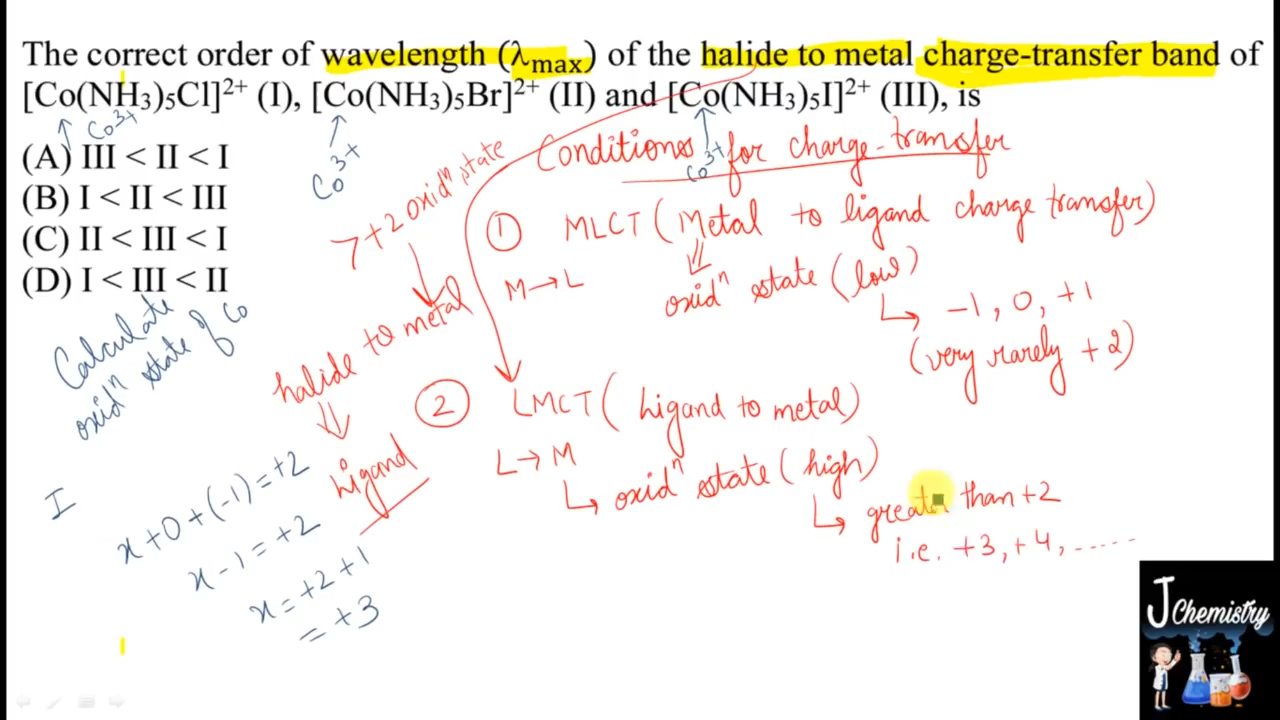 The correct order of wavelength (λmax) of the halide to metal charge-transfer band of
[Co(NH3)5Cl]²⁺ (I), [Co(NH3)5Br]²⁺ (II) and [Co(NH3)5I]²⁺ (III), is
Co³⁺
Co³⁺
Co³⁺
(A) III < II < I
(B) I < II < III
(C) II < III < I
(D) I < III < II
Conditions for charge-transfer
① MLCT (Metal to ligand charge transfer)
M→L
oxidⁿ state (low)
-1, 0, +1
(very rarely +2)
7 +2 oxidⁿ state
halide to metal
Ligand
② LMCT (Ligand to metal)
L→M
oxidⁿ state (high)
greater than +2
i.e. +3, +4, ......
Calculate
oxidⁿ state of Co
I
x+0+(-1)=+2
x-1=+2
x=+2+1
=+3
J Chemistry